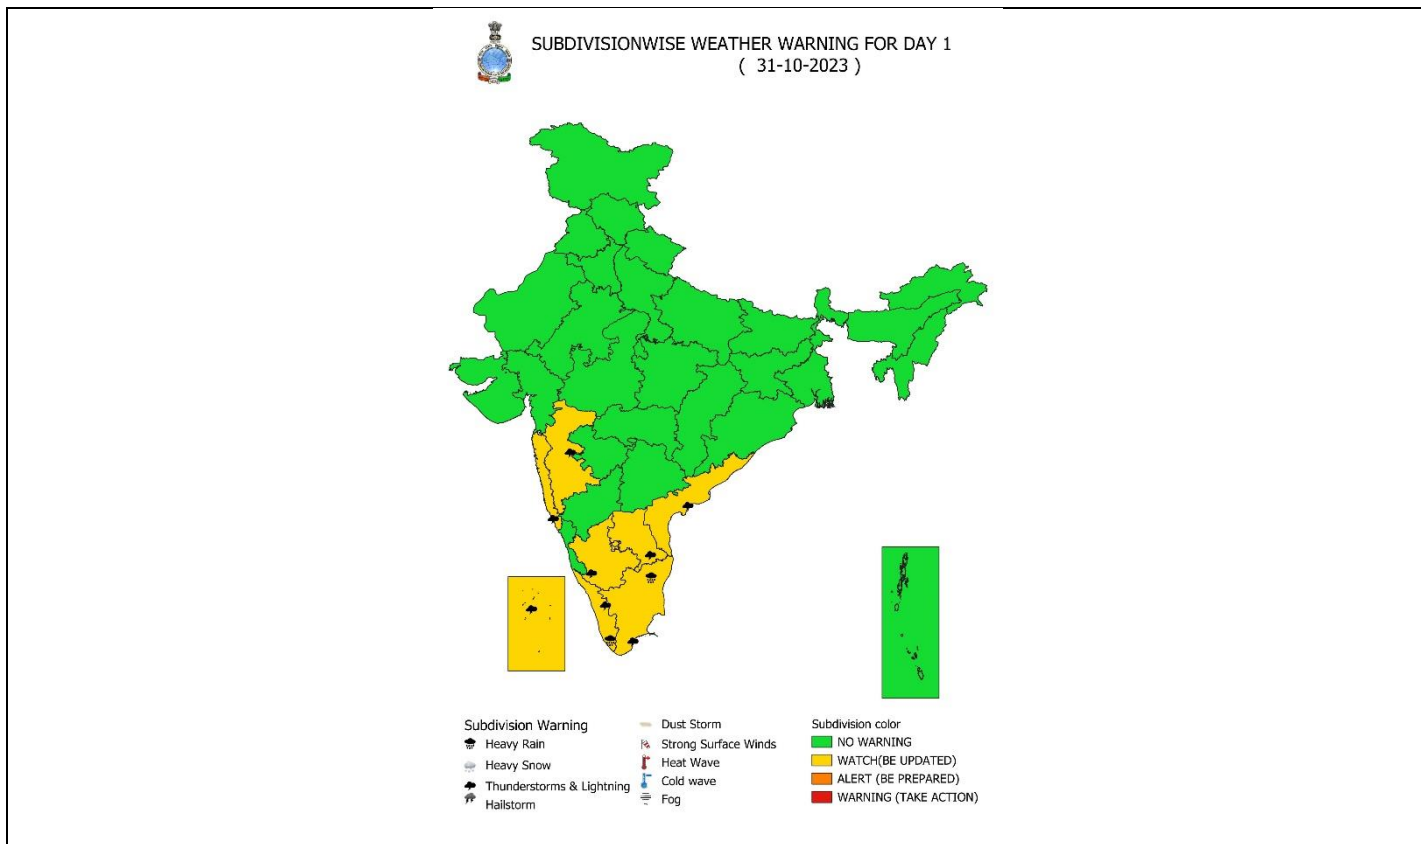 SUBDIVISIONWISE WEATHER WARNING FOR DAY 1
( 31-10-2023 )
Subdivision Warning
Heavy Rain
Heavy Snow
Thunderstorms & Lightning
Hailstorm
Dust Storm
Strong Surface Winds
Heat Wave
Cold wave
Fog
Subdivision color
NO WARNING
WATCH(BE UPDATED)
ALERT (BE PREPARED)
WARNING (TAKE ACTION)